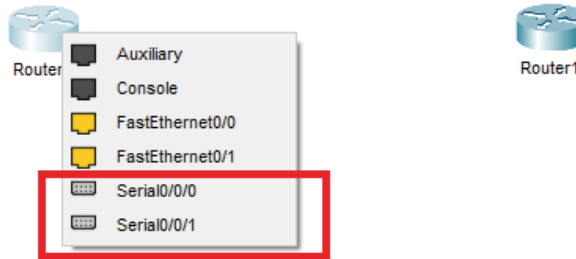 Auxiliary
Router
Router1
Console
FastEthernet0/0
FastEthernet0/1
Serial0/0/0
Serial0/0/1